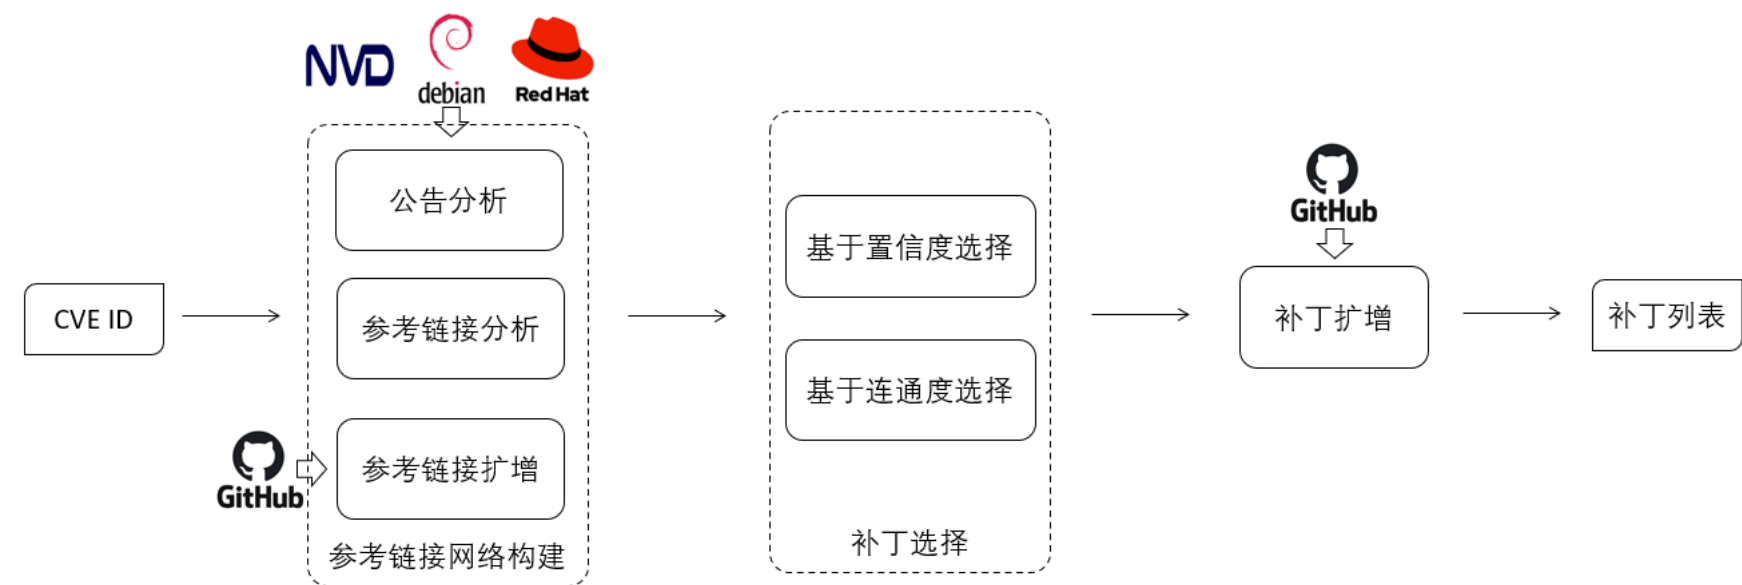 NVD
debian
Red Hat
公告分析
CVE ID
参考链接分析
GitHub
参考链接扩增
参考链接网络构建
基于置信度选择
基于连通度选择
补丁选择
GitHub
补丁扩增
补丁列表